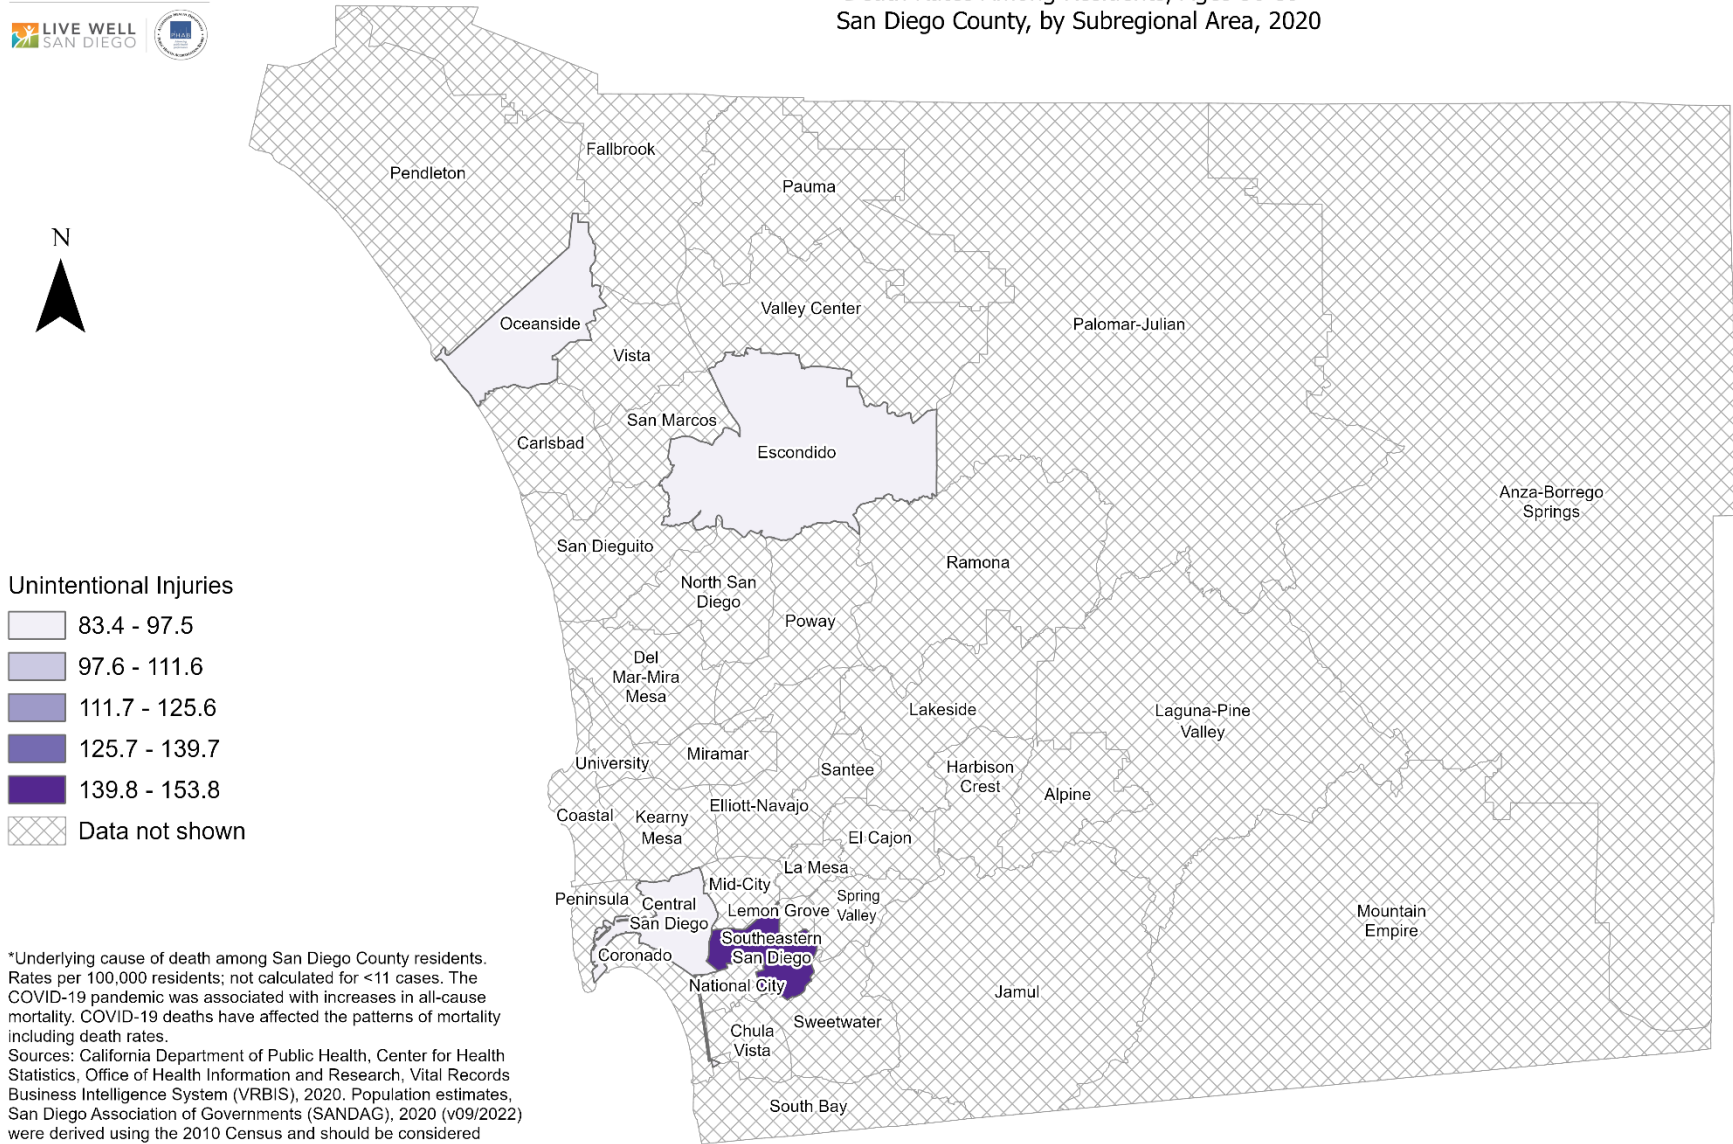 LIVE WELL
SAN DIEGO
PHAB
San Diego County, by Subregional Area, 2020
Fallbrook
Pendleton
Pauma
N
Valley Center
Oceanside
Palomar-Julian
Vista
San Marcos
Carlsbad
Escondido
Anza-Borrego
Springs
San Dieguito
Ramona
North San
Diego
Poway
Del
Mar-Mira
Mesa
Lakeside
Laguna-Pine
Valley
Miramar
University
Santee
Harbison
Crest
Alpine
Elliott-Navajo
Coastal
Kearny
Mesa
El Cajon
La Mesa
Mid-City
Peninsula
Central
San Diego
Spring
Valley
Lemon Grove
Mountain
Empire
Southeastern
San Diego
Coronado
National City
Jamul
Sweetwater
Chula
Vista
South Bay
Unintentional Injuries
83.4 - 97.5
97.6 - 111.6
111.7 - 125.6
125.7 - 139.7
139.8 - 153.8
Data not shown
*Underlying cause of death among San Diego County residents.
Rates per 100,000 residents; not calculated for <11 cases. The
COVID-19 pandemic was associated with increases in all-cause
mortality. COVID-19 deaths have affected the patterns of mortality
including death rates.
Sources: California Department of Public Health, Center for Health
Statistics, Office of Health Information and Research, Vital Records
Business Intelligence System (VRBIS), 2020. Population estimates,
San Diego Association of Governments (SANDAG), 2020 (v09/2022)
were derived using the 2010 Census and should be considered